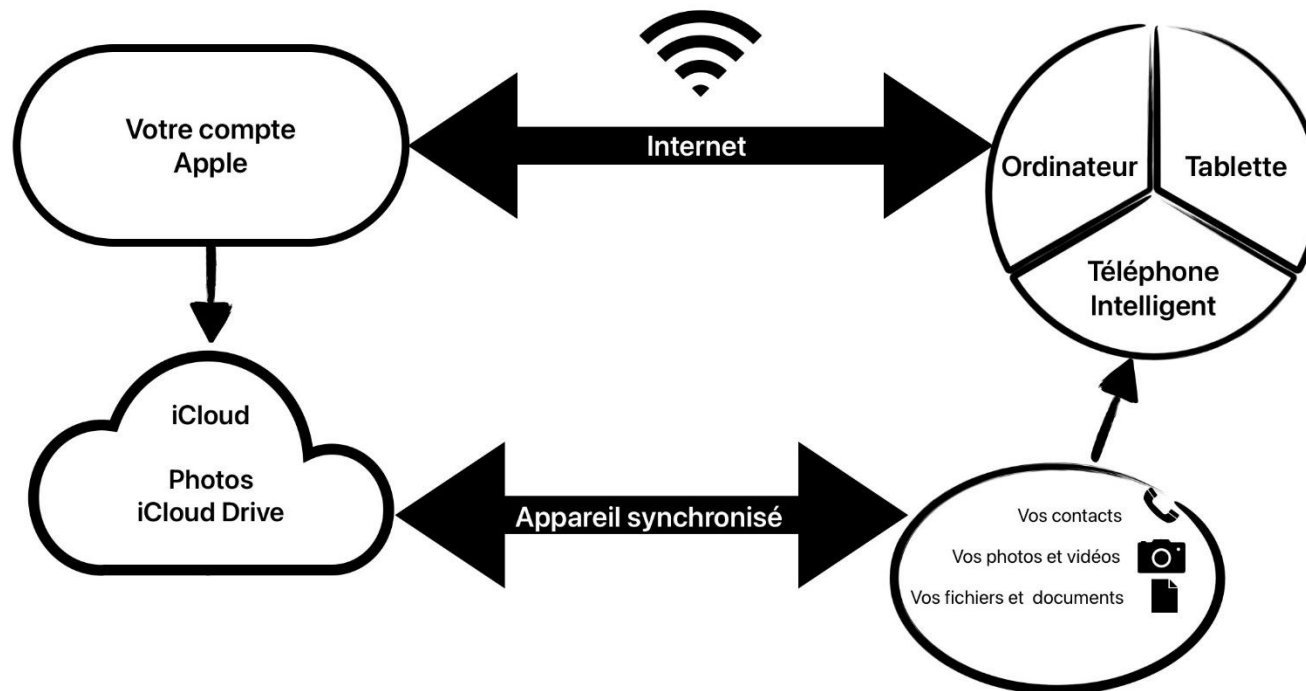 Votre compte
Apple
Internet
Ordinateur
Tablette
Téléphone
Intelligent
iCloud
Photos
iCloud Drive
Appareil synchronisé
Vos contacts
Vos photos et vidéos
Vos fichiers et  documents